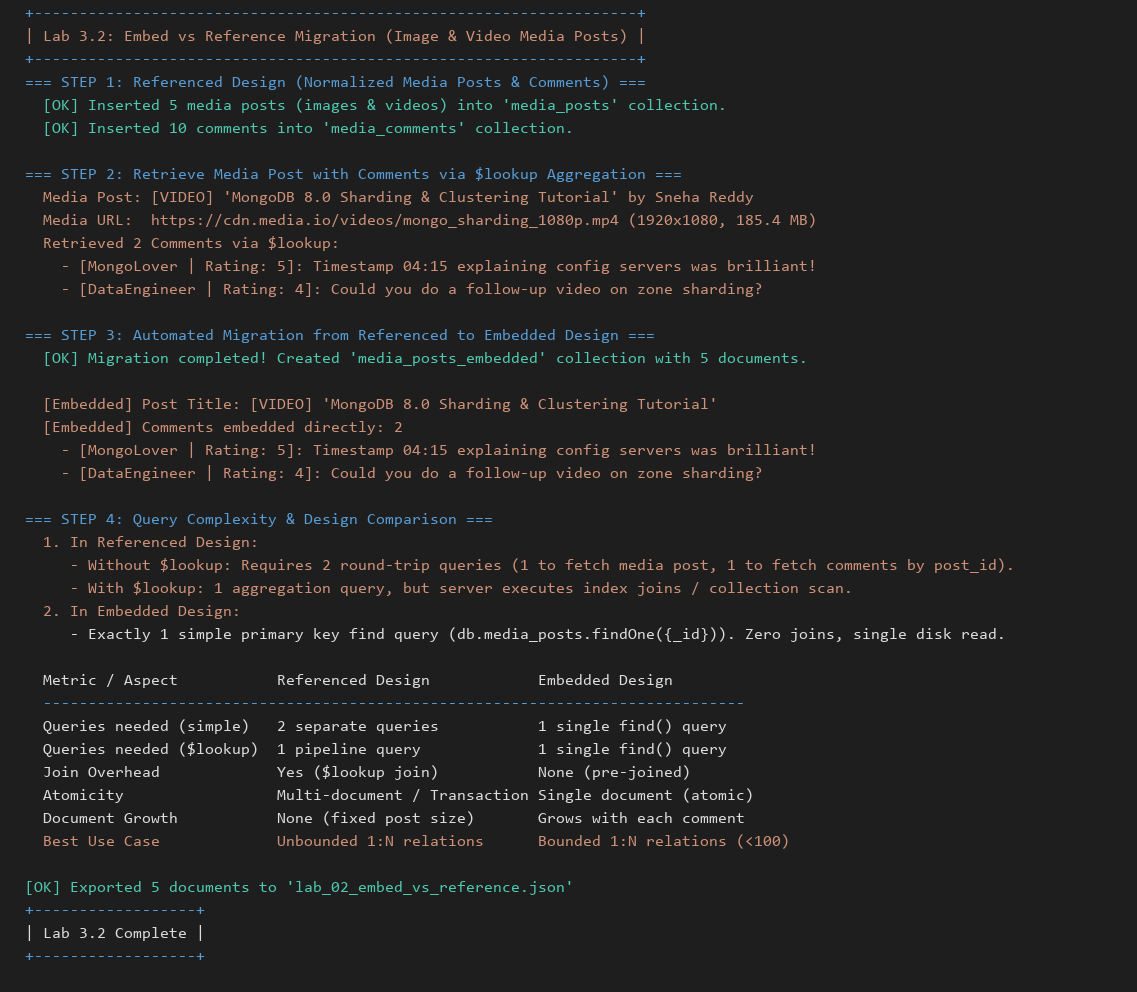 +-------------------------------------------------------------------+
| Lab 3.2: Embed vs Reference Migration (Image & Video Media Posts) |
+-------------------------------------------------------------------+
=== STEP 1: Referenced Design (Normalized Media Posts & Comments) ===
  [OK] Inserted 5 media posts (images & videos) into 'media_posts' collection.
  [OK] Inserted 10 comments into 'media_comments' collection.

=== STEP 2: Retrieve Media Post with Comments via $lookup Aggregation ===
  Media Post: [VIDEO] 'MongoDB 8.0 Sharding & Clustering Tutorial' by Sneha Reddy
  Media URL:  https://cdn.media.io/videos/mongo_sharding_1080p.mp4 (1920x1080, 185.4 MB)
  Retrieved 2 Comments via $lookup:
    - [MongoLover | Rating: 5]: Timestamp 04:15 explaining config servers was brilliant!
    - [DataEngineer | Rating: 4]: Could you do a follow-up video on zone sharding?

=== STEP 3: Automated Migration from Referenced to Embedded Design ===
  [OK] Migration completed! Created 'media_posts_embedded' collection with 5 documents.

  [Embedded] Post Title: [VIDEO] 'MongoDB 8.0 Sharding & Clustering Tutorial'
  [Embedded] Comments embedded directly: 2
    - [MongoLover | Rating: 5]: Timestamp 04:15 explaining config servers was brilliant!
    - [DataEngineer | Rating: 4]: Could you do a follow-up video on zone sharding?

=== STEP 4: Query Complexity & Design Comparison ===
  1. In Referenced Design:
     - Without $lookup: Requires 2 round-trip queries (1 to fetch media post, 1 to fetch comments by post_id).
     - With $lookup: 1 aggregation query, but server executes index joins / collection scan.
  2. In Embedded Design:
     - Exactly 1 simple primary key find query (db.media_posts.findOne({_id})). Zero joins, single disk read.

  Metric / Aspect           Referenced Design            Embedded Design
  ------------------------------------------------------------------------------
  Queries needed (simple)   2 separate queries           1 single find() query
  Queries needed ($lookup)  1 pipeline query             1 single find() query
  Join Overhead             Yes ($lookup join)           None (pre-joined)
  Atomicity                 Multi-document / Transaction Single document (atomic)
  Document Growth           None (fixed post size)       Grows with each comment
  Best Use Case             Unbounded 1:N relations      Bounded 1:N relations (<100)

[OK] Exported 5 documents to 'lab_02_embed_vs_reference.json'
+------------------+
| Lab 3.2 Complete |
+------------------+